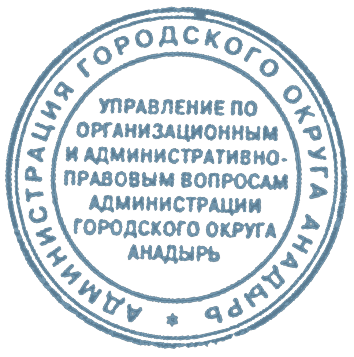 АДМИНИСТРАЦИЯ ГОРОДСКОГО ОКРУГА АНАДЫРЬ *
УПРАВЛЕНИЕ ПО
ОРГАНИЗАЦИОННЫМ
И АДМИНИСТРАТИВНО-
ПРАВОВЫМ ВОПРОСАМ
АДМИНИСТРАЦИИ
ГОРОДСКОГО ОКРУГА
АНАДЫРЬ